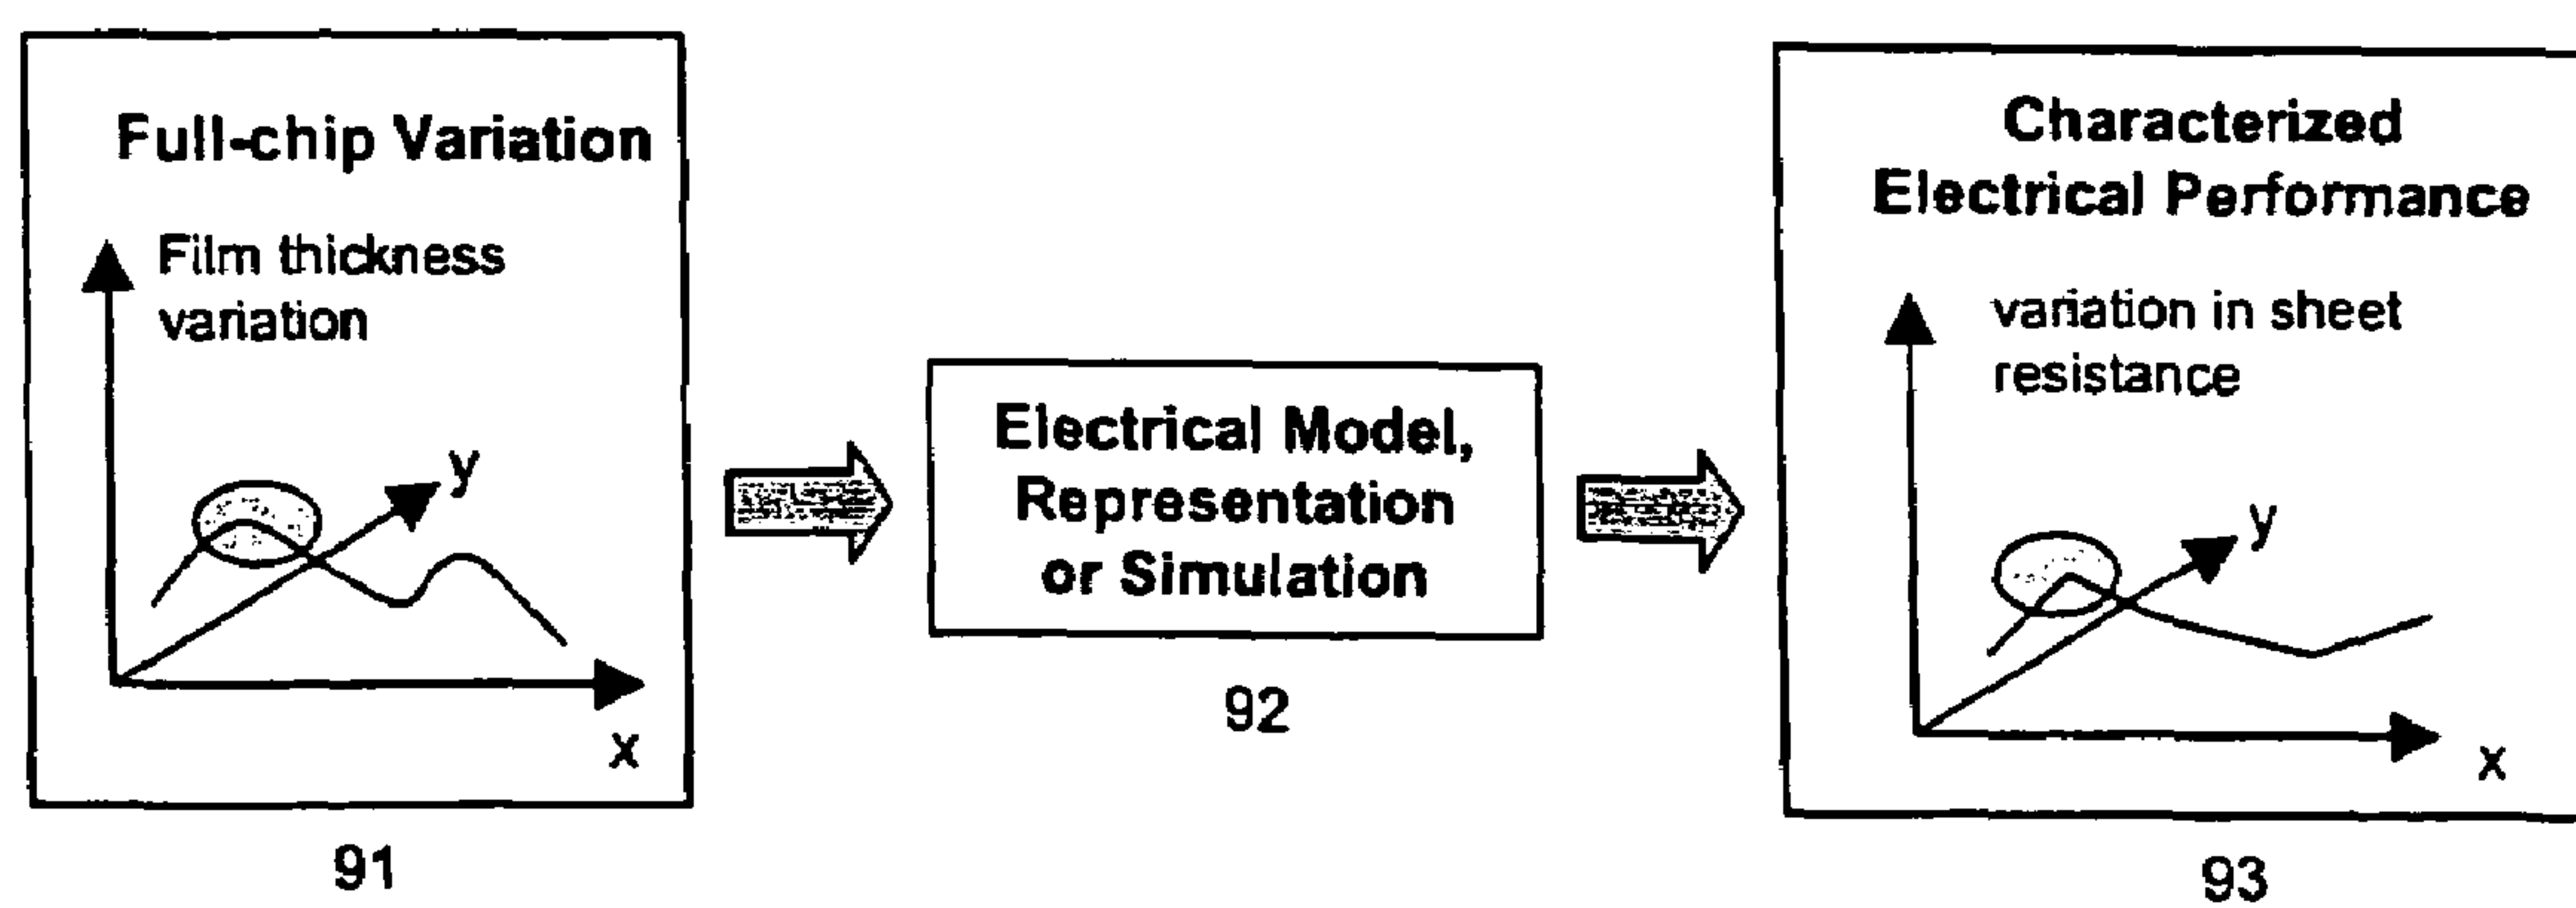 Full-chip Variation
Film thickness
variation
y
x
91
Electrical Model,
Representation
or Simulation
92
Characterized
Electrical Performance
variation in sheet
resistance
y
x
93